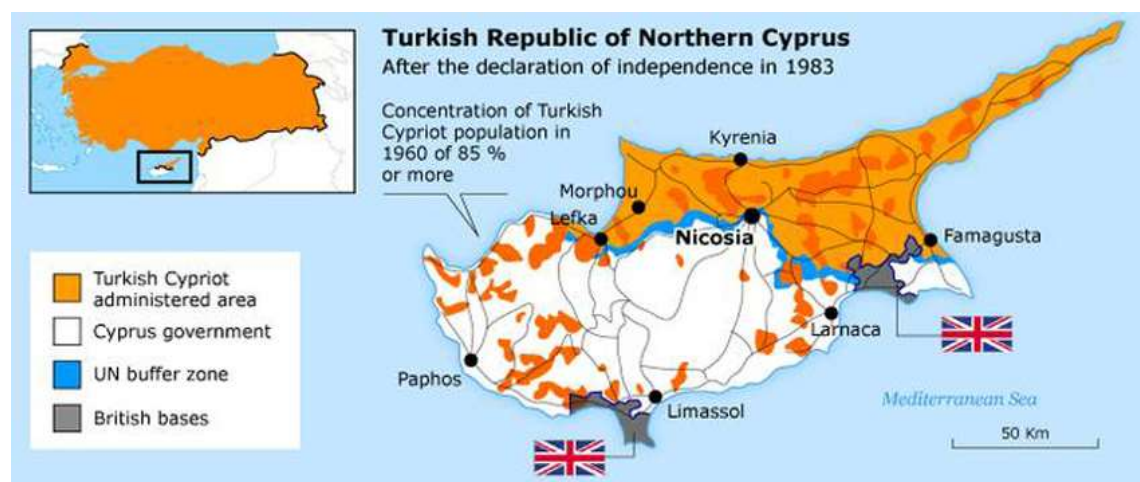 Turkish Republic of Northern Cyprus
After the declaration of independence in 1983
Concentration of Turkish
Cypriot population in
1960 of 85 %
or more
Kyrenia
Morphou
Lefka
Nicosia
Famagusta
Larnaca
Paphos
Limassol
Mediterranean Sea
50 Km
Turkish Cypriot
administered area
Cyprus government
UN buffer zone
British bases